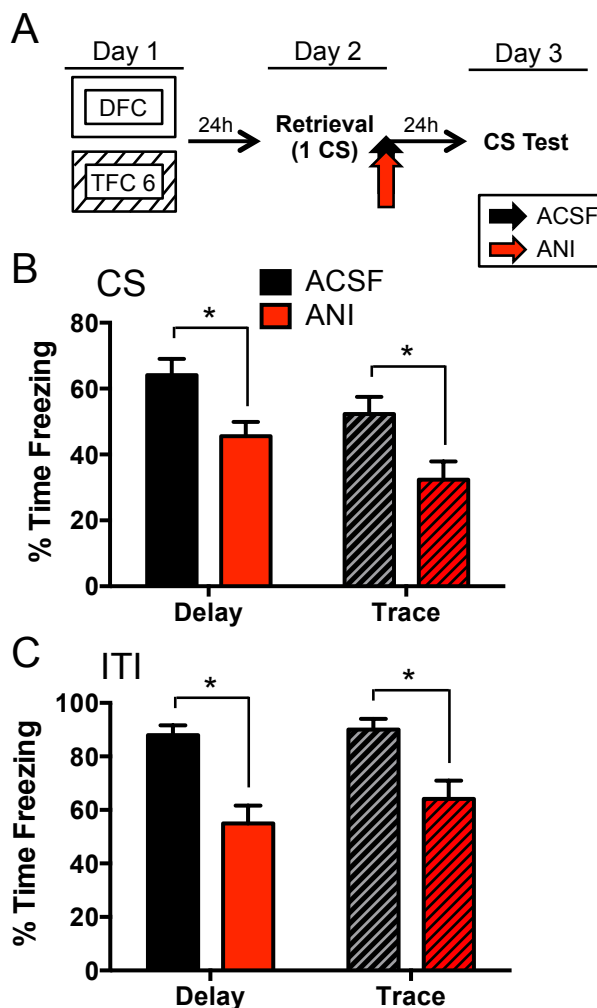 A
Day 1
Day 2
Day 3
DFC
TFC 6
24h
Retrieval
(1 CS)
24h
CS Test
ACSF
ANI
B
CS
ACSF
ANI
*
*
% Time Freezing
80
60
40
20
0
Delay
Trace
C
ITI
*
*
% Time Freezing
100
80
60
40
20
0
Delay
Trace